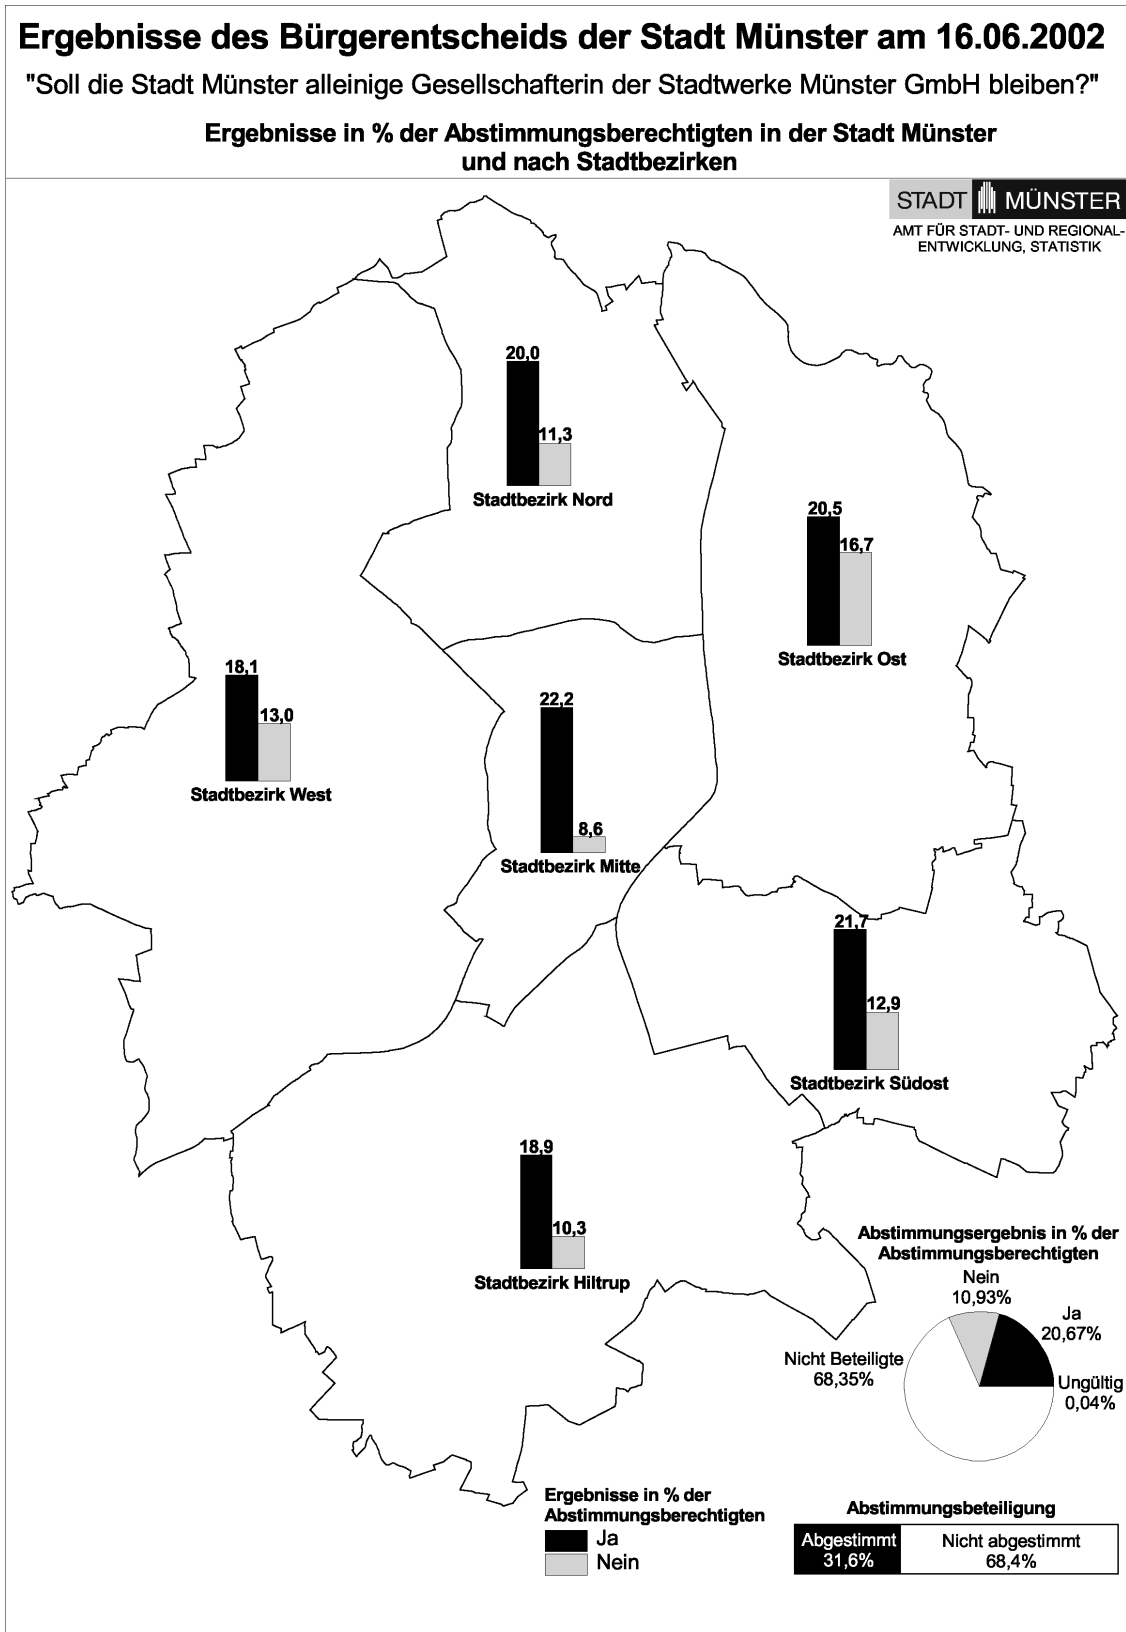 Ergebnisse des Bürgerentscheids der Stadt Münster am 16.06.2002
"Soll die Stadt Münster alleinige Gesellschafterin der Stadtwerke Münster GmbH bleiben?"
Ergebnisse in % der Abstimmungsberechtigten in der Stadt Münster
und nach Stadtbezirken
STADT MÜNSTER
AMT FÜR STADT- UND REGIONAL-
ENTWICKLUNG, STATISTIK
20,0
11,3
Stadtbezirk Nord
20,5
16,7
Stadtbezirk Ost
18,1
13,0
Stadtbezirk West
22,2
8,6
Stadtbezirk Mitte
21,7
12,9
Stadtbezirk Südost
18,9
10,3
Stadtbezirk Hiltrup
Abstimmungsergebnis in % der
Abstimmungsberechtigten
Nein
10,93%
Ja
20,67%
Nicht Beteiligte
68,35%
Ungültig
0,04%
Ergebnisse in % der
Abstimmungsberechtigten
Ja
Nein
Abstimmungsbeteiligung
Abgestimmt
31,6%
Nicht abgestimmt
68,4%